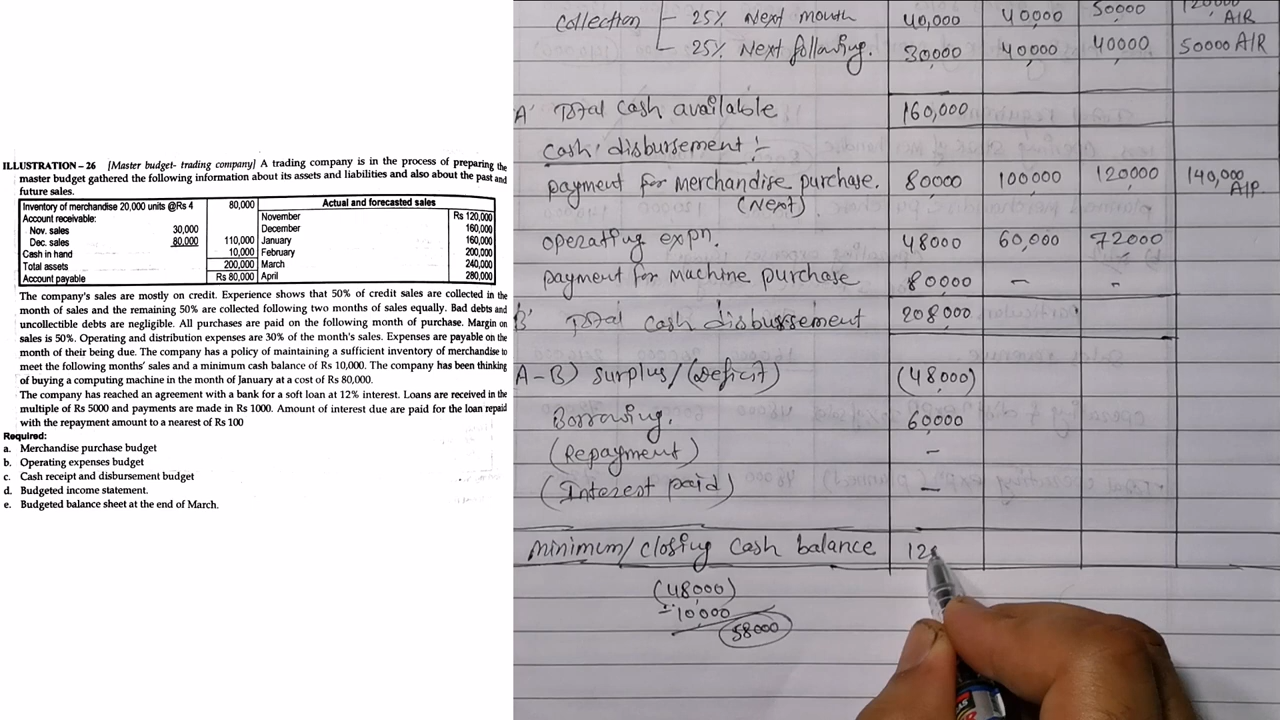 ILLUSTRATION – 26 [Master budget- trading company] A trading company is in the process of preparing the
master budget gathered the following information about its assets and liabilities and also about the past and
future sales.
Inventory of merchandise 20,000 units @Rs 4 80,000 Actual and forecasted sales
Account receivable: November Rs 120,000
Nov. sales 30,000 December 160,000
Dec. sales 80,000 110,000 January 160,000
Cash in hand 10,000 February 200,000
Total assets 200,000 March 240,000
Account payable Rs 80,000 April 280,000
The company's sales are mostly on credit. Experience shows that 50% of credit sales are collected in the
month of sales and the remaining 50% are collected following two months of sales equally. Bad debts and
uncollectible debts are negligible. All purchases are paid on the following month of purchase. Margin on
sales is 50%. Operating and distribution expenses are 30% of the month's sales. Expenses are payable on the
month of their being due. The company has a policy of maintaining a sufficient inventory of merchandise to
meet the following months' sales and a minimum cash balance of Rs 10,000. The company has been thinking
of buying a computing machine in the month of January at a cost of Rs 80,000.
The company has reached an agreement with a bank for a soft loan at 12% interest. Loans are received in the
multiple of Rs 5000 and payments are made in Rs 1000. Amount of interest due are paid for the loan repaid
with the repayment amount to a nearest of Rs 100
Required:
a. Merchandise purchase budget
b. Operating expenses budget
c. Cash receipt and disbursement budget
d. Budgeted income statement.
e. Budgeted balance sheet at the end of March.
collection 25% Next month 40,000 40,000 50000 120000 A/R
25% Next following. 30000 40000 40000 50000 A/R
'A' Total cash available 160,000
cash disbursement :-
payment for merchandise purchase. 80000 100000 120000 140,000 A/P
(Next)
operating expn. 48000 60,000 72000
payment for machine purchase 80000 - -
'B' Total cash disbursement 208000
A-B) Surplus/(Deficit) (48000)
Borrowing. 60000
(Repayment) -
(Interest paid) -
minimum/closing cash balance 12
(48000)
- 10,000
58000